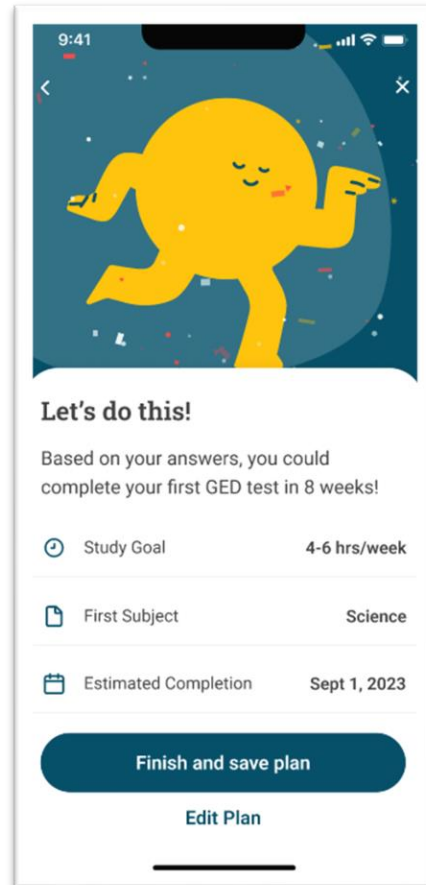 9:41
Let's do this!
Based on your answers, you could
complete your first GED test in 8 weeks!
Study Goal 4-6 hrs/week
First Subject Science
Estimated Completion Sept 1, 2023
Finish and save plan
Edit Plan